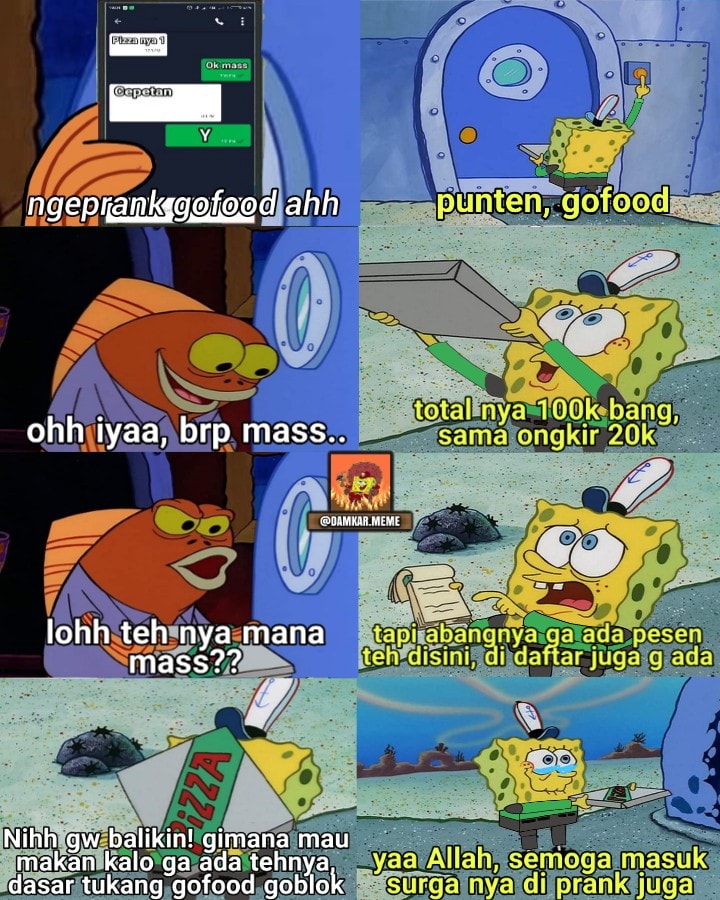 Pizza nya 1
Ok mass
Cepetan
Y
ngeprank gofood ahh
punten, gofood
ohh iyaa, brp mass..
total nya 100k bang,
sama ongkir 20k
@DAMKAR.MEME
lohh teh nya mana
mass??
tapi abangnya ga ada pesen
teh disini, di daftar juga g ada
PIZZA
Nihh gw balikin! gimana mau
makan kalo ga ada tehnya,
dasar tukang gofood goblok
yaa Allah, semoga masuk
surga nya di prank juga